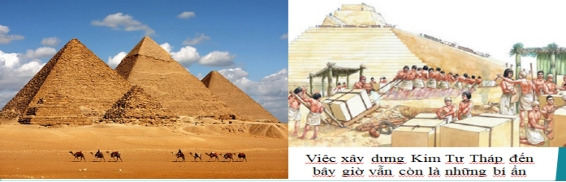 Việc xây dựng Kim Tự Tháp đến
bây giờ vẫn còn là những bí ẩn